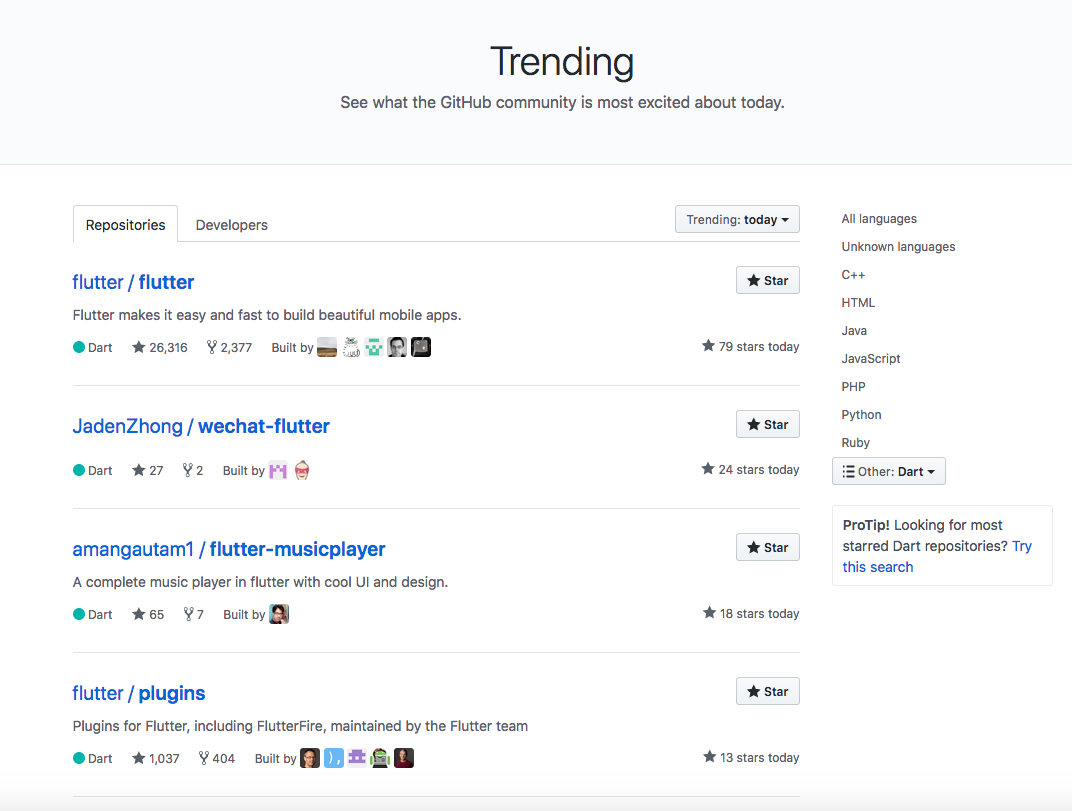 Trending
See what the GitHub community is most excited about today.
Repositories
Developers
Trending: today
flutter / flutter
Star
Flutter makes it easy and fast to build beautiful mobile apps.
Dart 26,316 2,377 Built by 79 stars today
JadenZhong / wechat-flutter
Star
Dart 27 2 Built by ), 24 stars today
amangautam1 / flutter-musicplayer
Star
A complete music player in flutter with cool UI and design.
Dart 65 7 Built by 18 stars today
flutter / plugins
Star
Plugins for Flutter, including FlutterFire, maintained by the Flutter team
Dart 1,037 404 Built by ), 13 stars today
All languages
Unknown languages
C++
HTML
Java
JavaScript
PHP
Python
Ruby
Other: Dart
ProTip! Looking for most
starred Dart repositories? Try
this search